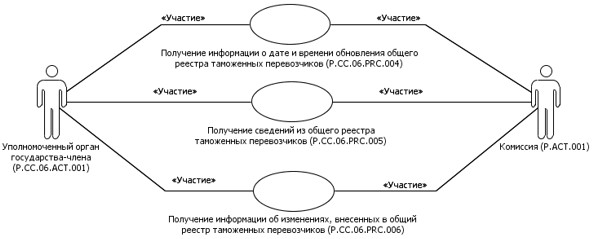 «Участие»
«Участие»
Получение информации о дате и времени обновления общего
реестра таможенных перевозчиков (P.CC.06.PRC.004)
«Участие»
«Участие»
Получение сведений из общего реестра
таможенных перевозчиков (P.CC.06.PRC.005)
Уполномоченный орган
государства-члена
(P.CC.06.ACT.001)
Комиссия (P.ACT.001)
«Участие»
«Участие»
Получение информации об изменениях, внесенных в общий
реестр таможенных перевозчиков (P.CC.06.PRC.006)